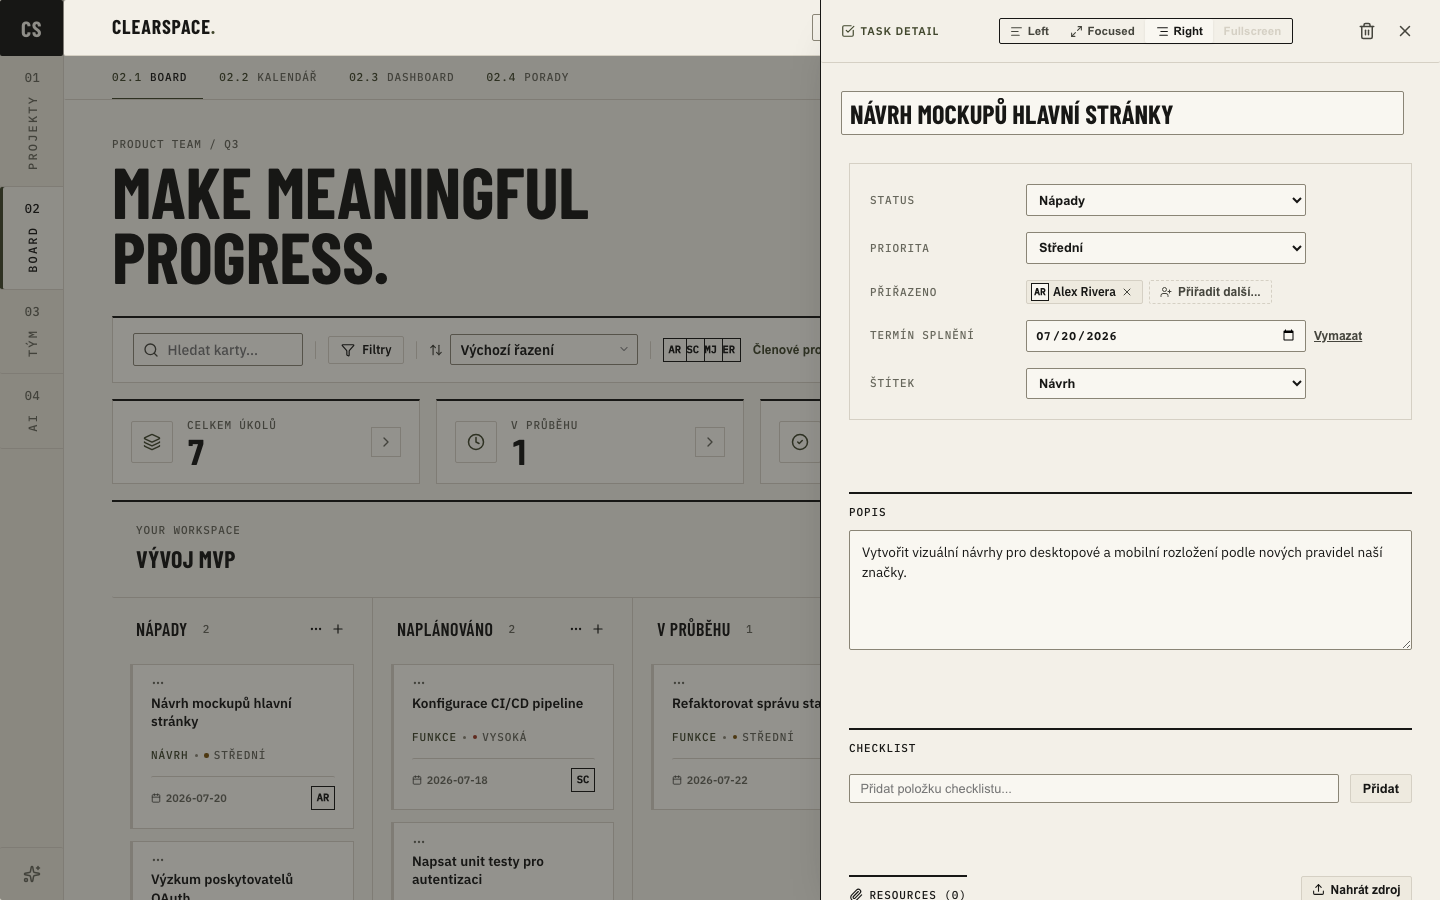 CS
01
PROJEKTY
02
BOARD
03
TÝM
04
AI
CLEARSPACE.
02.1 BOARD
02.2 KALENDÁŘ
02.3 DASHBOARD
02.4 PORADY
PRODUCT TEAM / Q3
MAKE MEANINGFUL
PROGRESS.
Hledat karty...
Filtry
Výchozí řazení
AR SC MJ ER
Členové pro
CELKEM ÚKOLŮ
7
V PRŮBĚHU
1
YOUR WORKSPACE
VÝVOJ MVP
NÁPADY 2
Návrh mockupů hlavní
stránky
NÁVRH • • STŘEDNÍ
2026-07-20
AR
Výzkum poskytovatelů
OAuth
NAPLÁNOVÁNO 2
Konfigurace CI/CD pipeline
FUNKCE • • VYSOKÁ
2026-07-18
SC
Napsat unit testy pro
autentizaci
V PRŮBĚHU 1
Refaktorovat správu sta
FUNKCE • • STŘEDNÍ
2026-07-22
TASK DETAIL
Left
Focused
Right
Fullscreen
NÁVRH MOCKUPŮ HLAVNÍ STRÁNKY
STATUS
Nápady
PRIORITA
Střední
PŘIŘAZENO
AR Alex Rivera
Přiřadit další...
TERMÍN SPLNĚNÍ
07/20/2026
Vymazat
ŠTÍTEK
Návrh
POPIS
Vytvořit vizuální návrhy pro desktopové a mobilní rozložení podle nových pravidel naší
značky.
CHECKLIST
Přidat položku checklistu...
Přidat
RESOURCES (0)
Nahrát zdroj